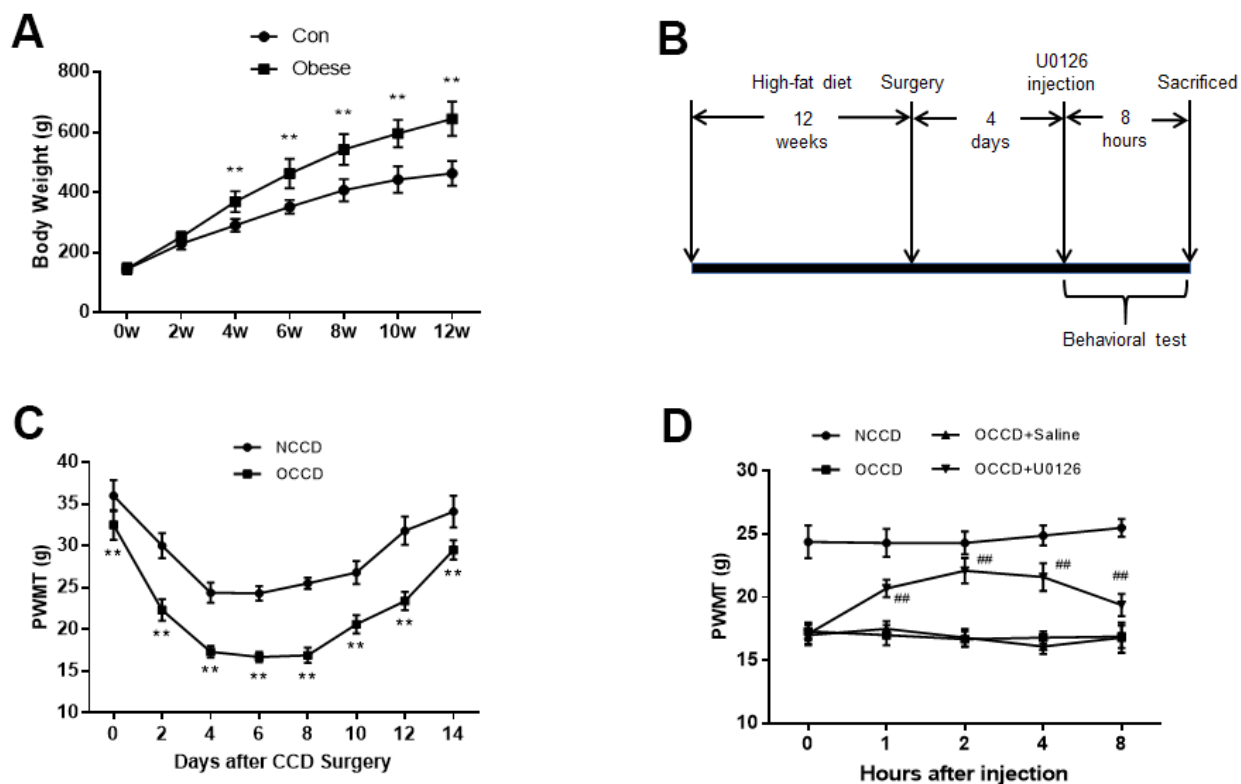 A
Con
Obese
Body Weight (g)
800
600
400
200
0
** ** ** ** **
0w 2w 4w 6w 8w 10w 12w
B
High-fat diet
Surgery
U0126
injection
Sacrificed
12
weeks
4
days
8
hours
Behavioral test
C
NCCD
OCCD
PWMT (g)
40
35
30
25
20
15
10
** ** ** ** ** ** ** **
0 2 4 6 8 10 12 14
Days after CCD Surgery
D
NCCD OCCD+Saline
OCCD OCCD+U0126
PWMT (g)
30
25
20
15
10
## ## ## ##
0 1 2 4 8
Hours after injection